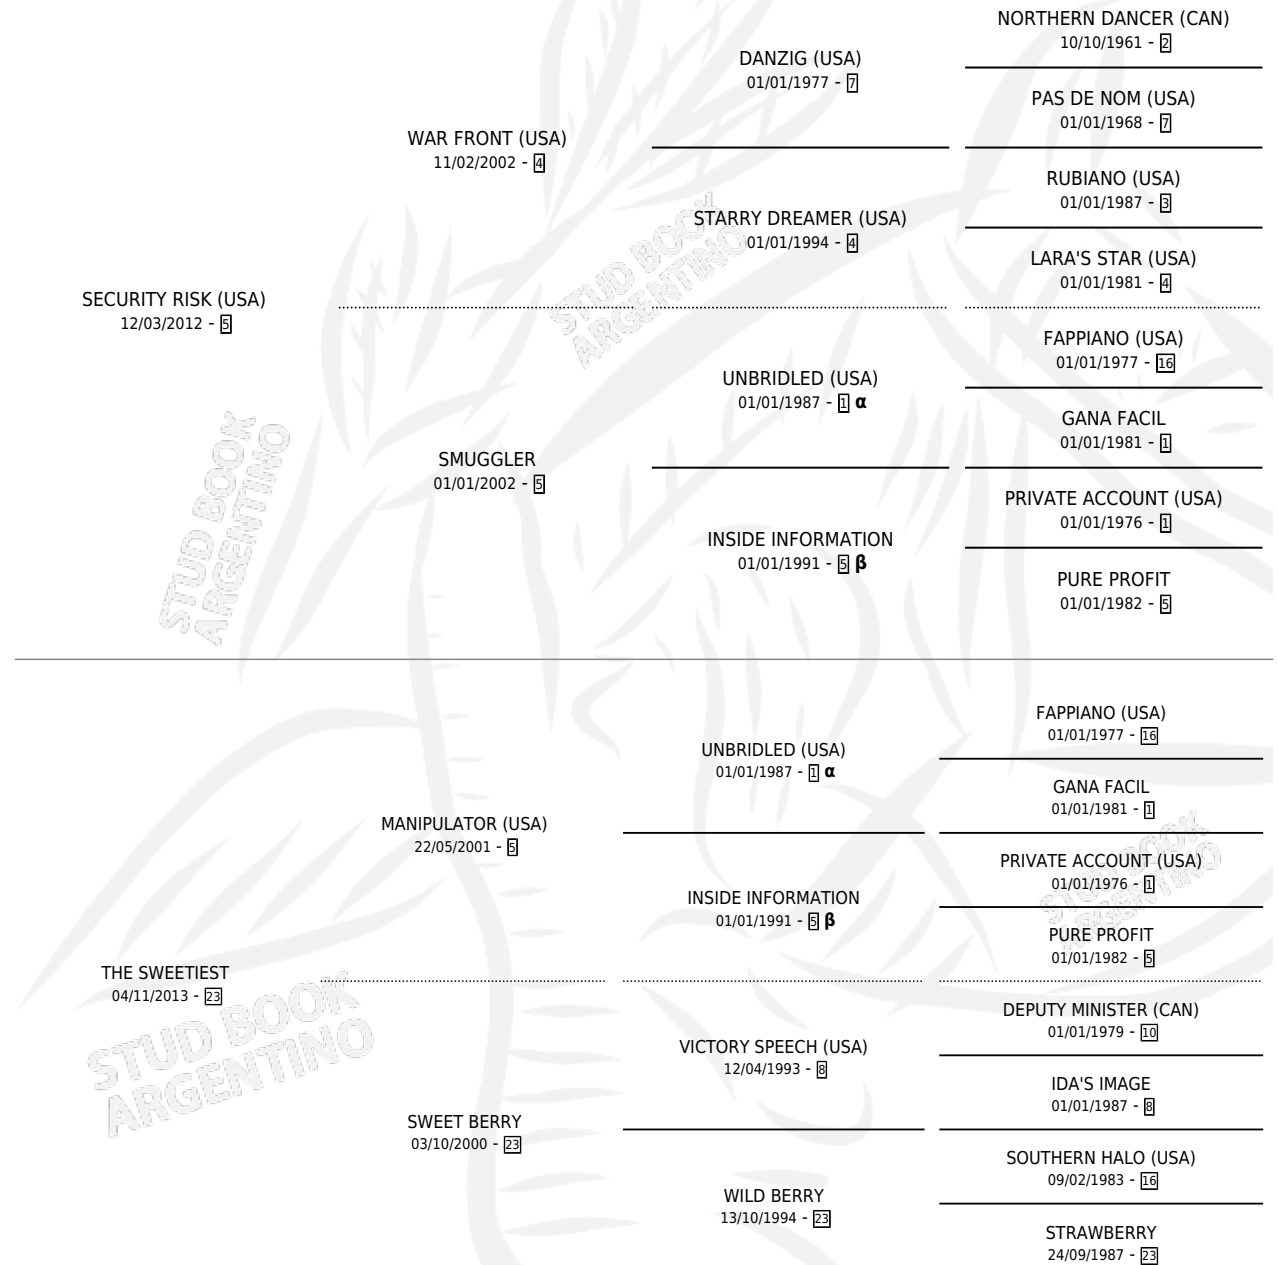 NORTHERN DANCER (CAN)
10/10/1961 - 2
DANZIG (USA)
01/01/1977 - 7
PAS DE NOM (USA)
01/01/1968 - 7
WAR FRONT (USA)
11/02/2002 - 4
RUBIANO (USA)
01/01/1987 - 3
STARRY DREAMER (USA)
01/01/1994 - 4
LARA'S STAR (USA)
01/01/1981 - 4
SECURITY RISK (USA)
12/03/2012 - 5
FAPPIANO (USA)
01/01/1977 - 16
UNBRIDLED (USA)
01/01/1987 - 1 α
GANA FACIL
01/01/1981 - 1
SMUGGLER
01/01/2002 - 5
PRIVATE ACCOUNT (USA)
01/01/1976 - 1
INSIDE INFORMATION
01/01/1991 - 5 β
PURE PROFIT
01/01/1982 - 5
STUD BOOK
ARGENTINO
STUD BOOK
ARGENTINO
FAPPIANO (USA)
01/01/1977 - 16
UNBRIDLED (USA)
01/01/1987 - 1 α
GANA FACIL
01/01/1981 - 1
MANIPULATOR (USA)
22/05/2001 - 5
PRIVATE ACCOUNT (USA)
01/01/1976 - 1
INSIDE INFORMATION
01/01/1991 - 5 β
PURE PROFIT
01/01/1982 - 5
THE SWEETIEST
04/11/2013 - 23
DEPUTY MINISTER (CAN)
01/01/1979 - 10
VICTORY SPEECH (USA)
12/04/1993 - 8
IDA'S IMAGE
01/01/1987 - 8
SWEET BERRY
03/10/2000 - 23
SOUTHERN HALO (USA)
09/02/1983 - 16
WILD BERRY
13/10/1994 - 23
STRAWBERRY
24/09/1987 - 23
STUD BOOK
ARGENTINO
STUD BOOK
ARGENTINO